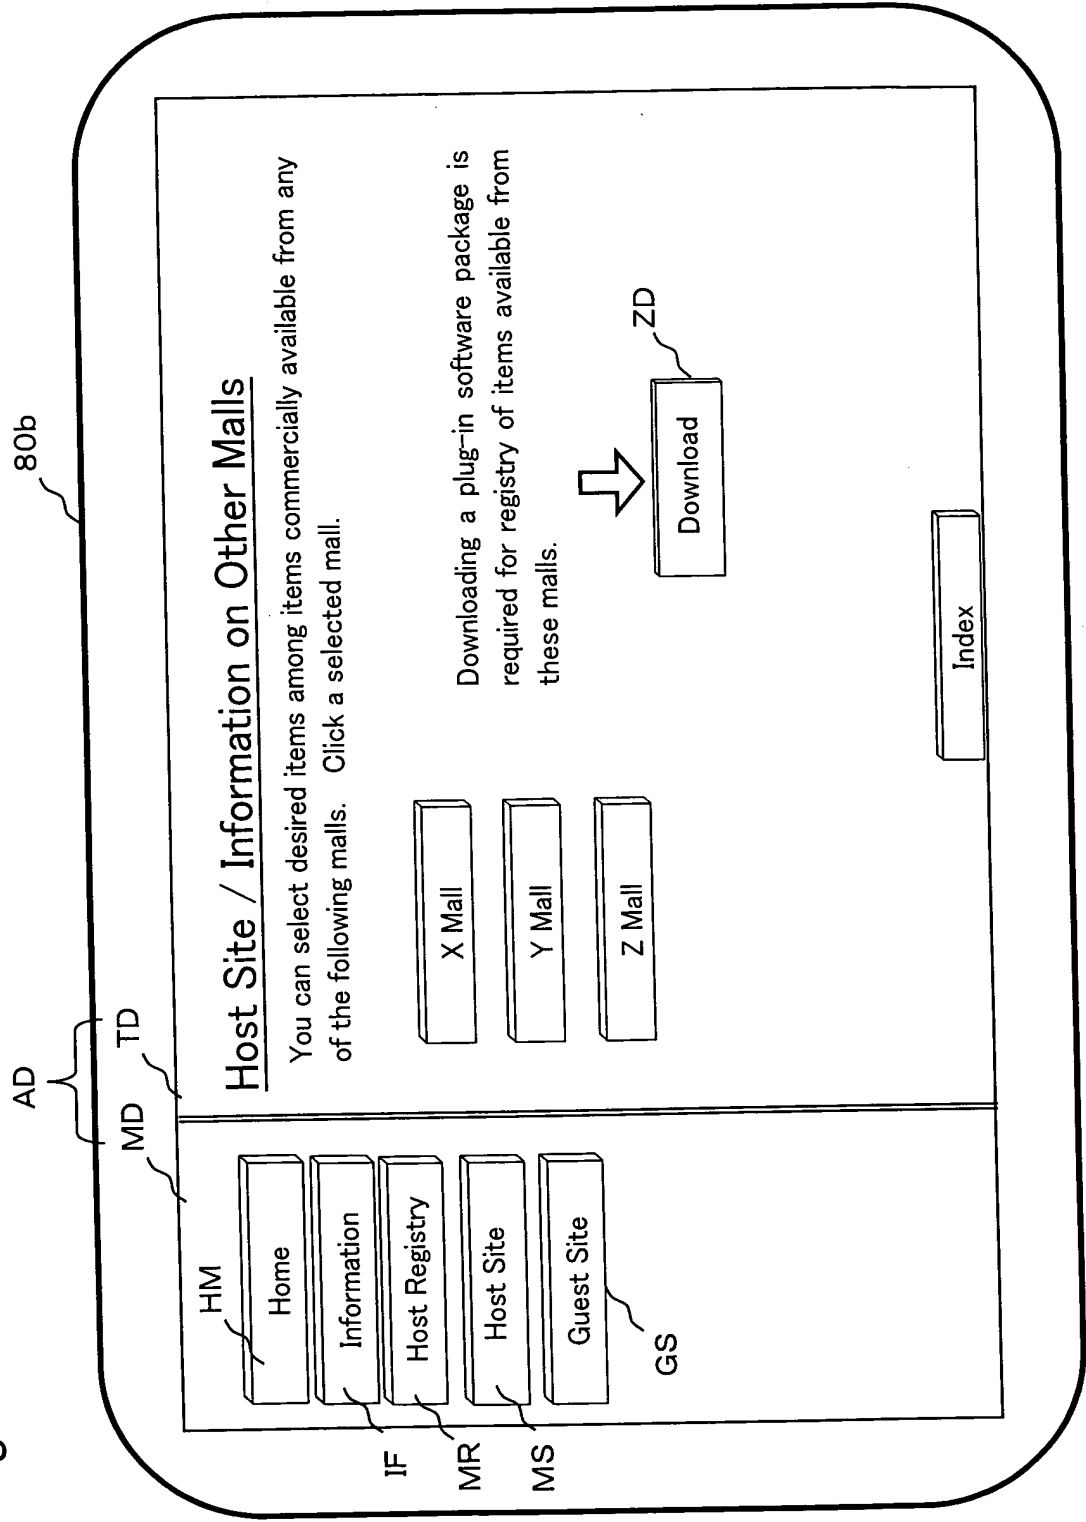 80b
AD
MD
TD
HM
Home
IF
Information
MR
Host Registry
MS
Host Site
Guest Site
GS
Host Site / Information on Other Malls
You can select desired items among items commercially available from any
of the following malls.   Click a selected mall.
X Mall
Y Mall
Z Mall
Downloading a plug-in software package is
required for registry of items available from
these malls.
ZD
Download
Index